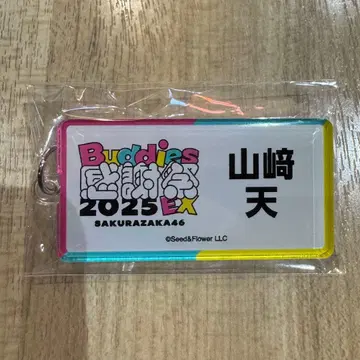 Buddies
感謝祭
2025 EX
SAKURAZAKA46
山﨑
天
©Seed&Flower LLC